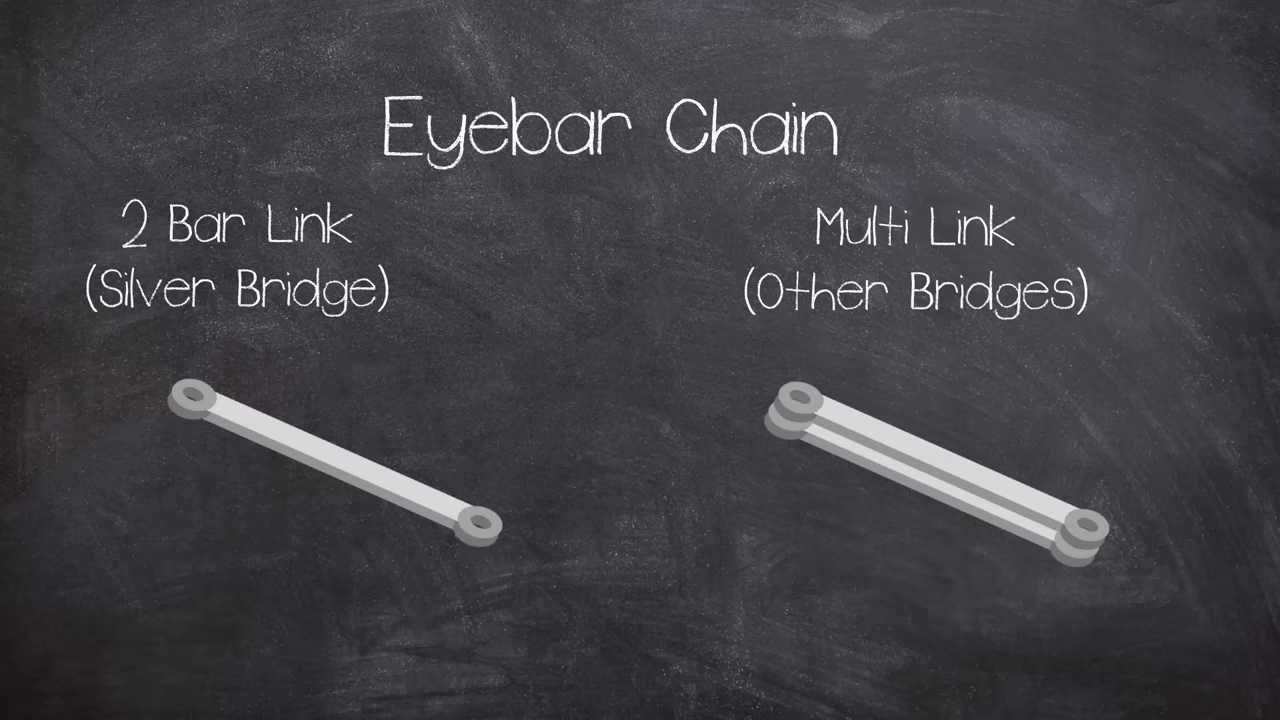 Eyebar Chain
2 Bar Link
(Silver Bridge)
Multi Link
(Other Bridges)